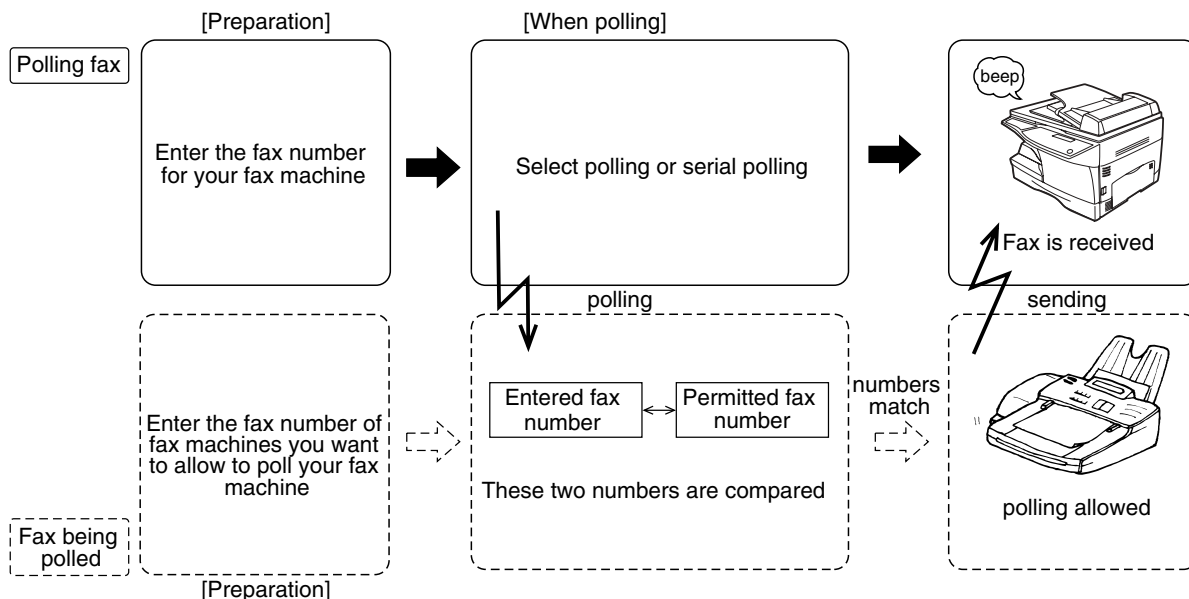 [Preparation]
[When polling]
Polling fax
Enter the fax number
for your fax machine
Select polling or serial polling
beep
Fax is received
polling
sending
Enter the fax number of
fax machines you want
to allow to poll your fax
machine
Entered fax
number
Permitted fax
number
These two numbers are compared
numbers
match
polling allowed
Fax being
polled
[Preparation]